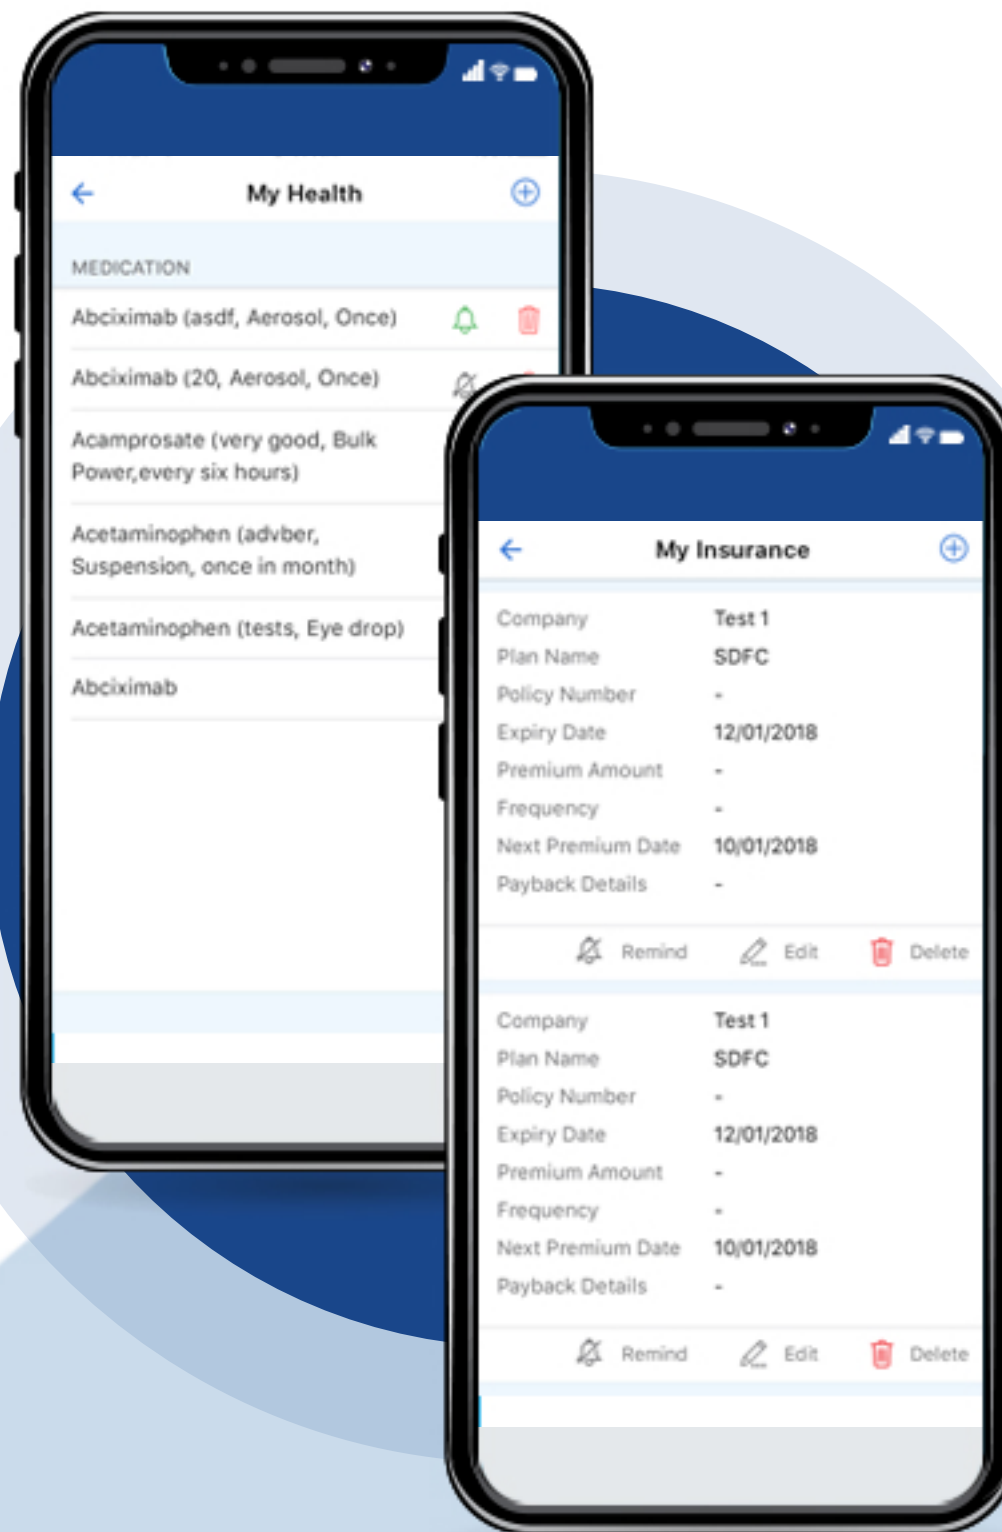 My Health
MEDICATION
Abciximab (asdf, Aerosol, Once)
Abciximab (20, Aerosol, Once)
Acamprosate (very good, Bulk
Power,every six hours)
Acetaminophen (advber,
Suspension, once in month)
Acetaminophen (tests, Eye drop)
Abciximab
My Insurance
Company Test 1
Plan Name SDFC
Policy Number -
Expiry Date 12/01/2018
Premium Amount -
Frequency -
Next Premium Date 10/01/2018
Payback Details -
Remind Edit Delete
Company Test 1
Plan Name SDFC
Policy Number -
Expiry Date 12/01/2018
Premium Amount -
Frequency -
Next Premium Date 10/01/2018
Payback Details -
Remind Edit Delete